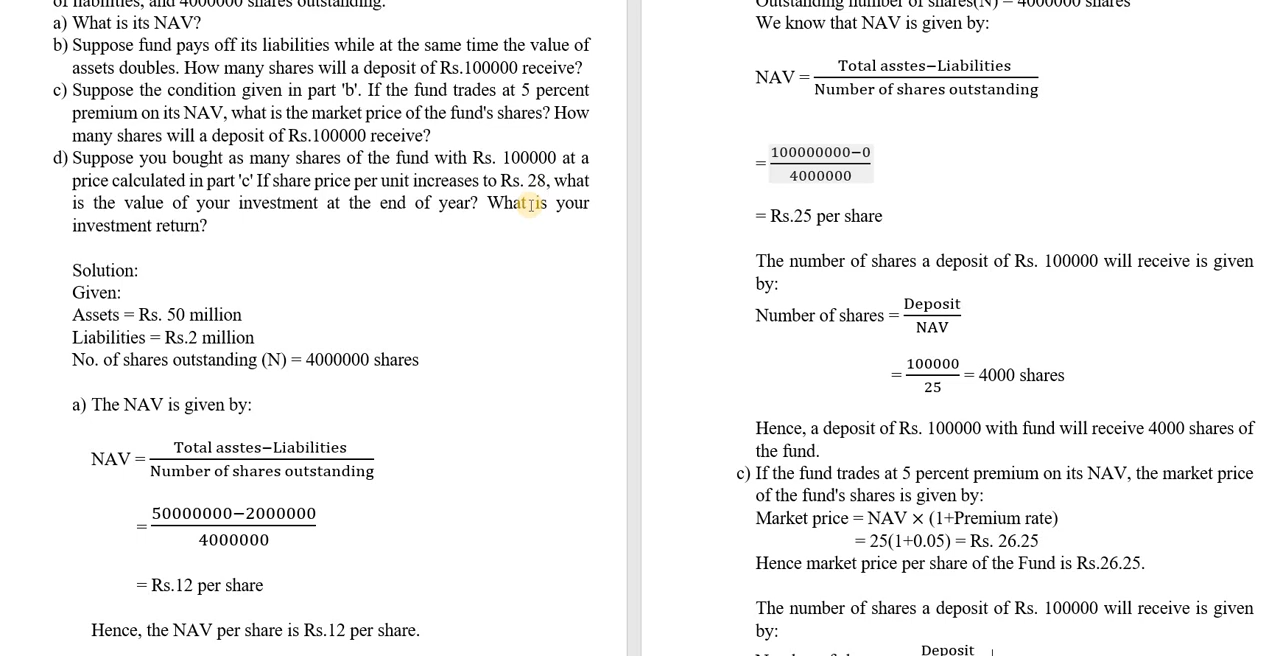 of liabilities, and 4000000 shares outstanding.
a) What is its NAV?
b) Suppose fund pays off its liabilities while at the same time the value of
assets doubles. How many shares will a deposit of Rs.100000 receive?
c) Suppose the condition given in part 'b'. If the fund trades at 5 percent
premium on its NAV, what is the market price of the fund's shares? How
many shares will a deposit of Rs.100000 receive?
d) Suppose you bought as many shares of the fund with Rs. 100000 at a
price calculated in part 'c' If share price per unit increases to Rs. 28, what
is the value of your investment at the end of year? What is your
investment return?
Solution:
Given:
Assets = Rs. 50 million
Liabilities = Rs.2 million
No. of shares outstanding (N) = 4000000 shares
a) The NAV is given by:
Total asstes−Liabilities
NAV =
Number of shares outstanding
50000000−2000000
=
4000000
= Rs.12 per share
Hence, the NAV per share is Rs.12 per share.
Outstanding number of shares(N) = 4000000 shares
We know that NAV is given by:
Total asstes−Liabilities
NAV =
Number of shares outstanding
100000000−0
=
4000000
= Rs.25 per share
The number of shares a deposit of Rs. 100000 will receive is given
by:
Deposit
Number of shares =
NAV
100000
= = 4000 shares
25
Hence, a deposit of Rs. 100000 with fund will receive 4000 shares of
the fund.
c) If the fund trades at 5 percent premium on its NAV, the market price
of the fund's shares is given by:
Market price = NAV × (1+Premium rate)
= 25(1+0.05) = Rs. 26.25
Hence market price per share of the Fund is Rs.26.25.
The number of shares a deposit of Rs. 100000 will receive is given
by:
Deposit